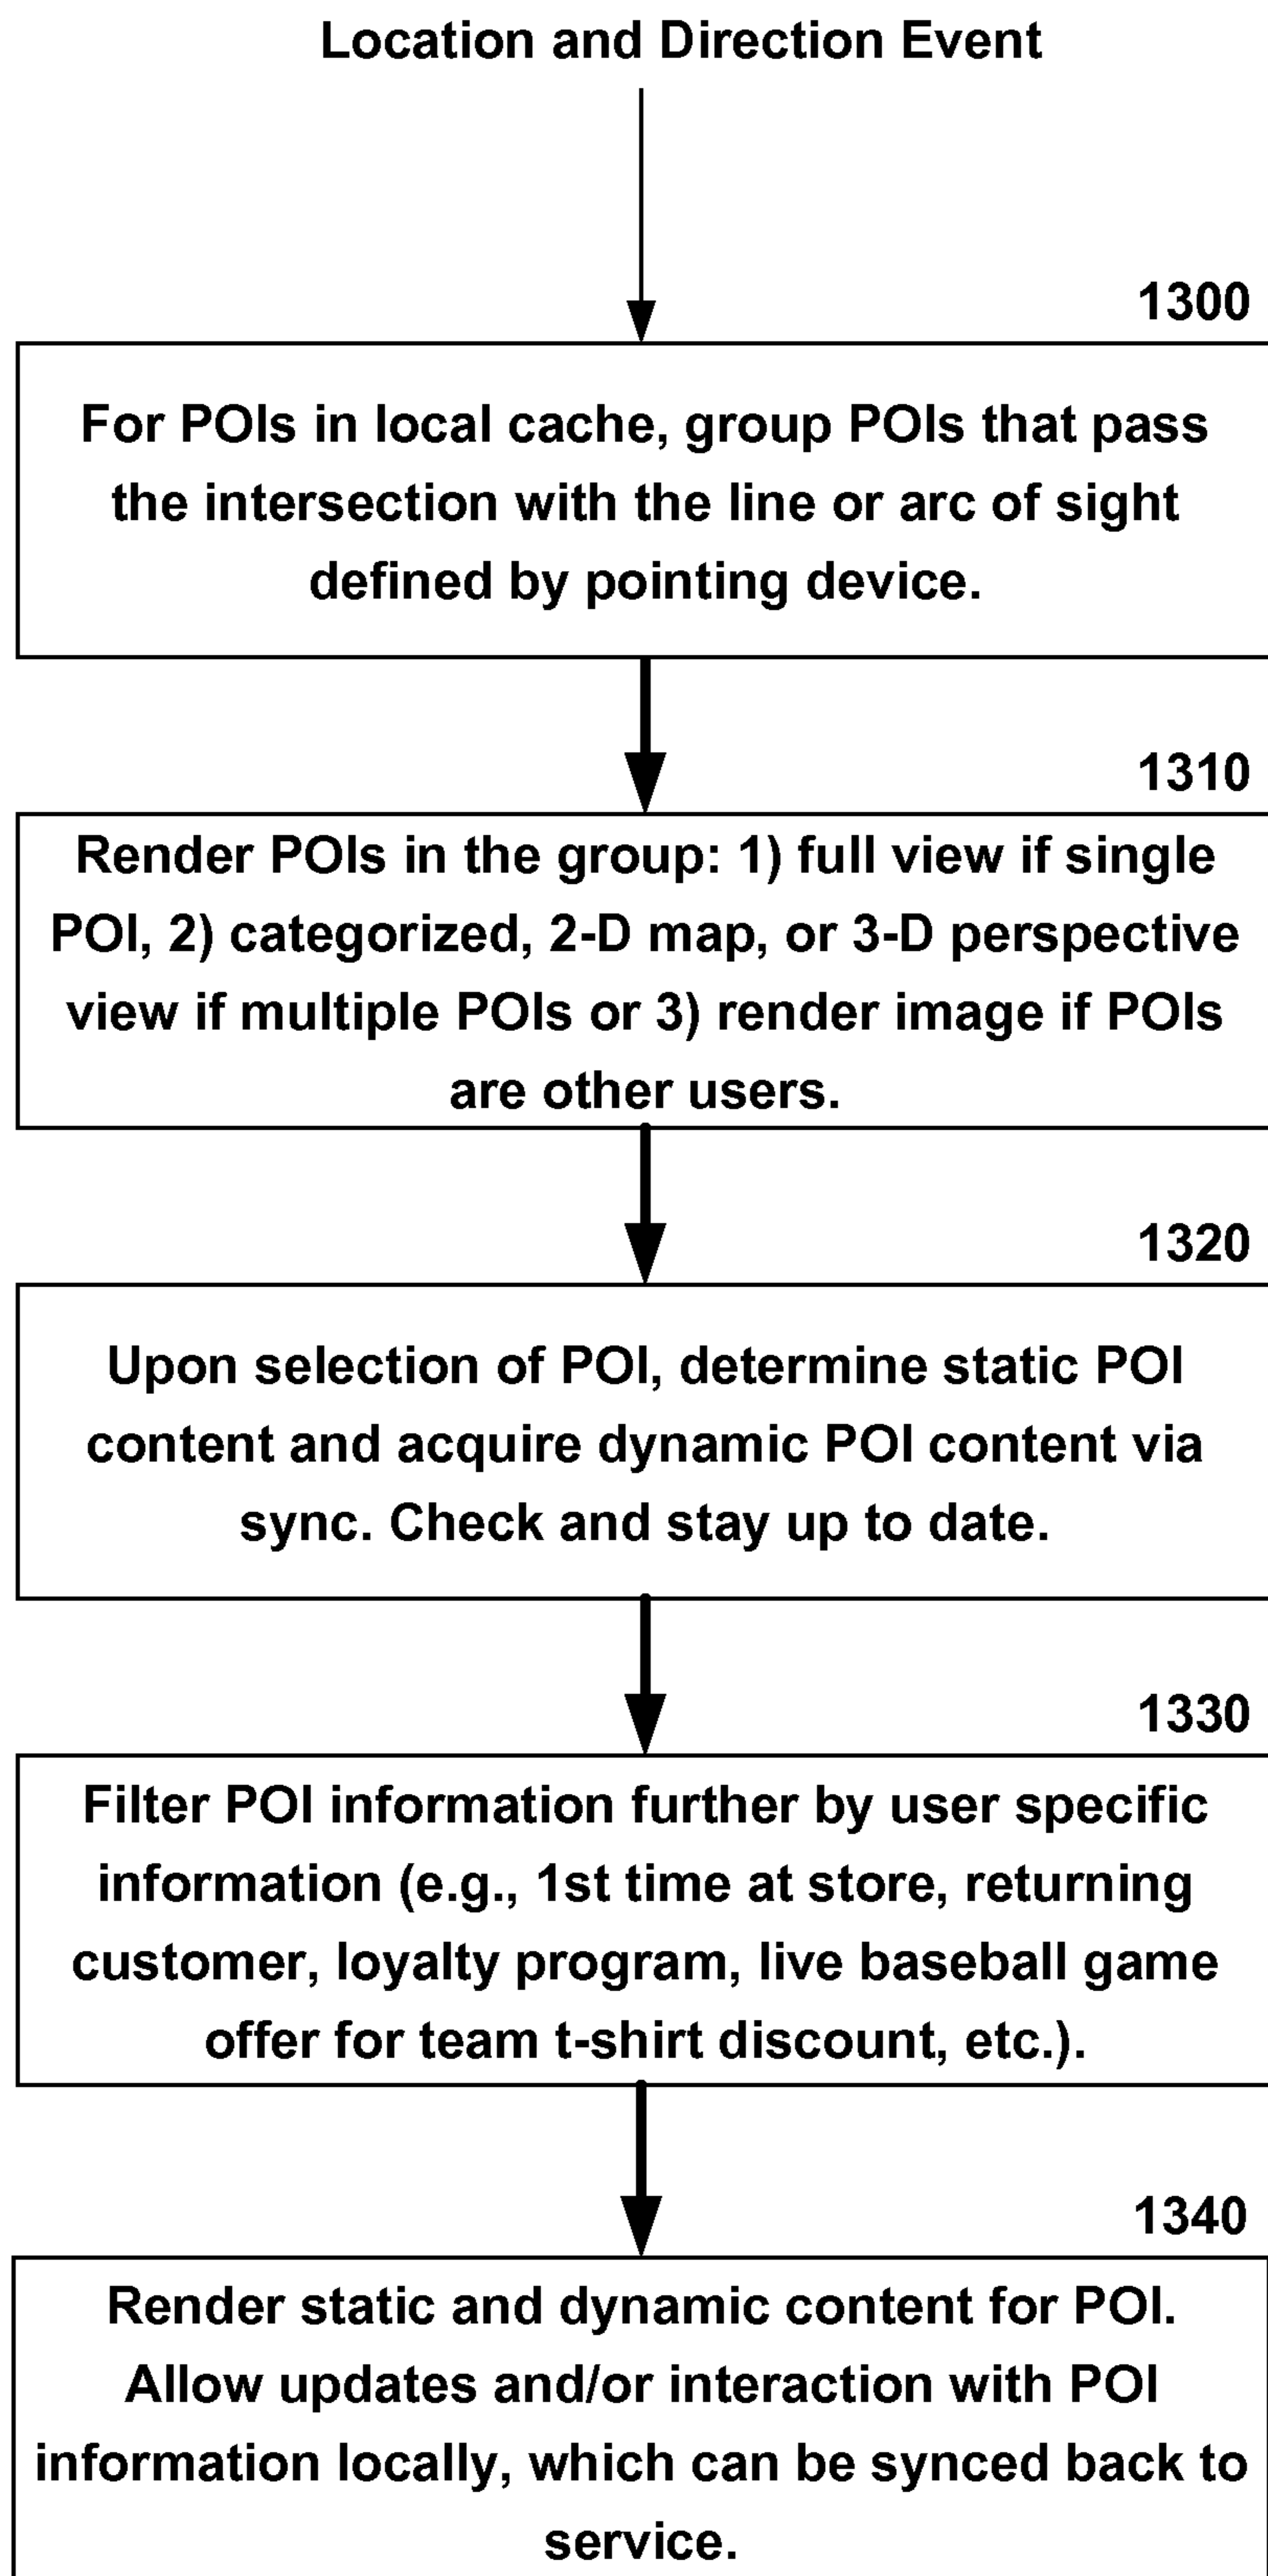 Location and Direction Event
1300
For POIs in local cache, group POIs that pass
the intersection with the line or arc of sight
defined by pointing device.
1310
Render POIs in the group: 1) full view if single
POI, 2) categorized, 2-D map, or 3-D perspective
view if multiple POIs or 3) render image if POIs
are other users.
1320
Upon selection of POI, determine static POI
content and acquire dynamic POI content via
sync. Check and stay up to date.
1330
Filter POI information further by user specific
information (e.g., 1st time at store, returning
customer, loyalty program, live baseball game
offer for team t-shirt discount, etc.).
1340
Render static and dynamic content for POI.
Allow updates and/or interaction with POI
information locally, which can be synced back to
service.